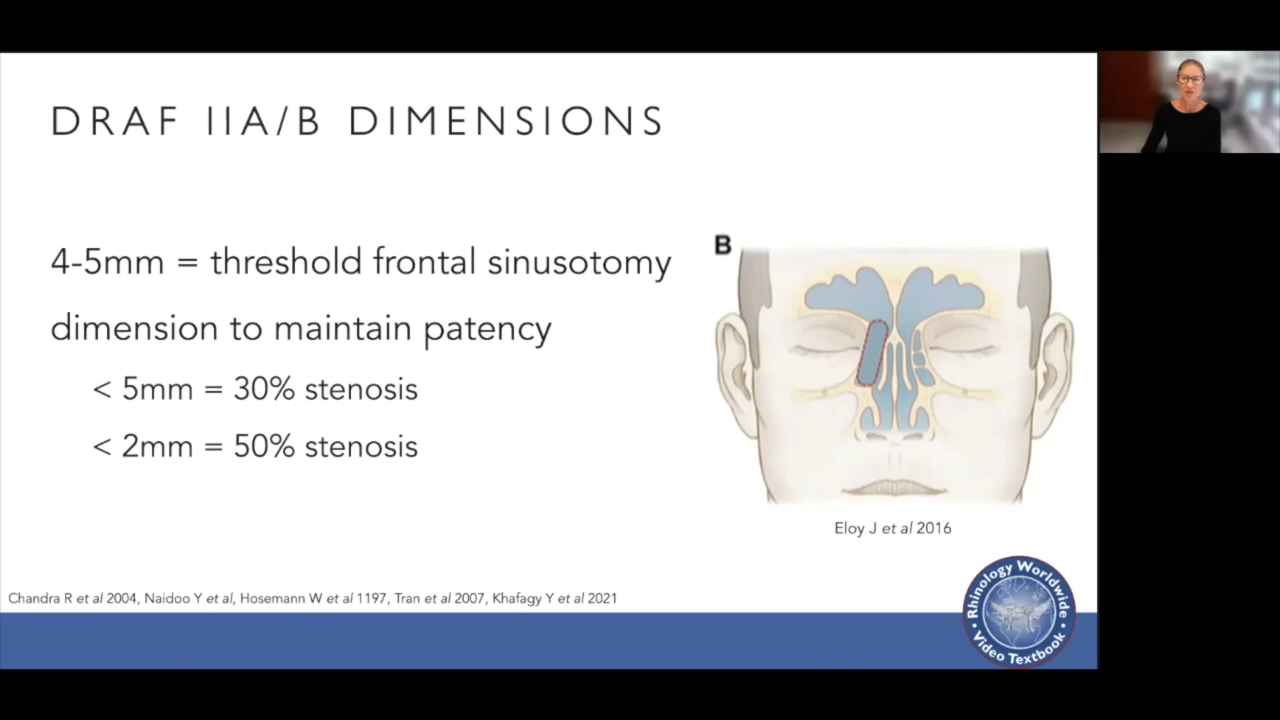 DRAF IIA/B DIMENSIONS
4-5mm = threshold frontal sinusotomy
dimension to maintain patency
< 5mm = 30% stenosis
< 2mm = 50% stenosis
B
Eloy J et al 2016
Chandra R et al 2004, Naidoo Y et al, Hosemann W et al 1197, Tran et al 2007, Khafagy Y et al 2021
Rhinology Worldwide
Video Textbook